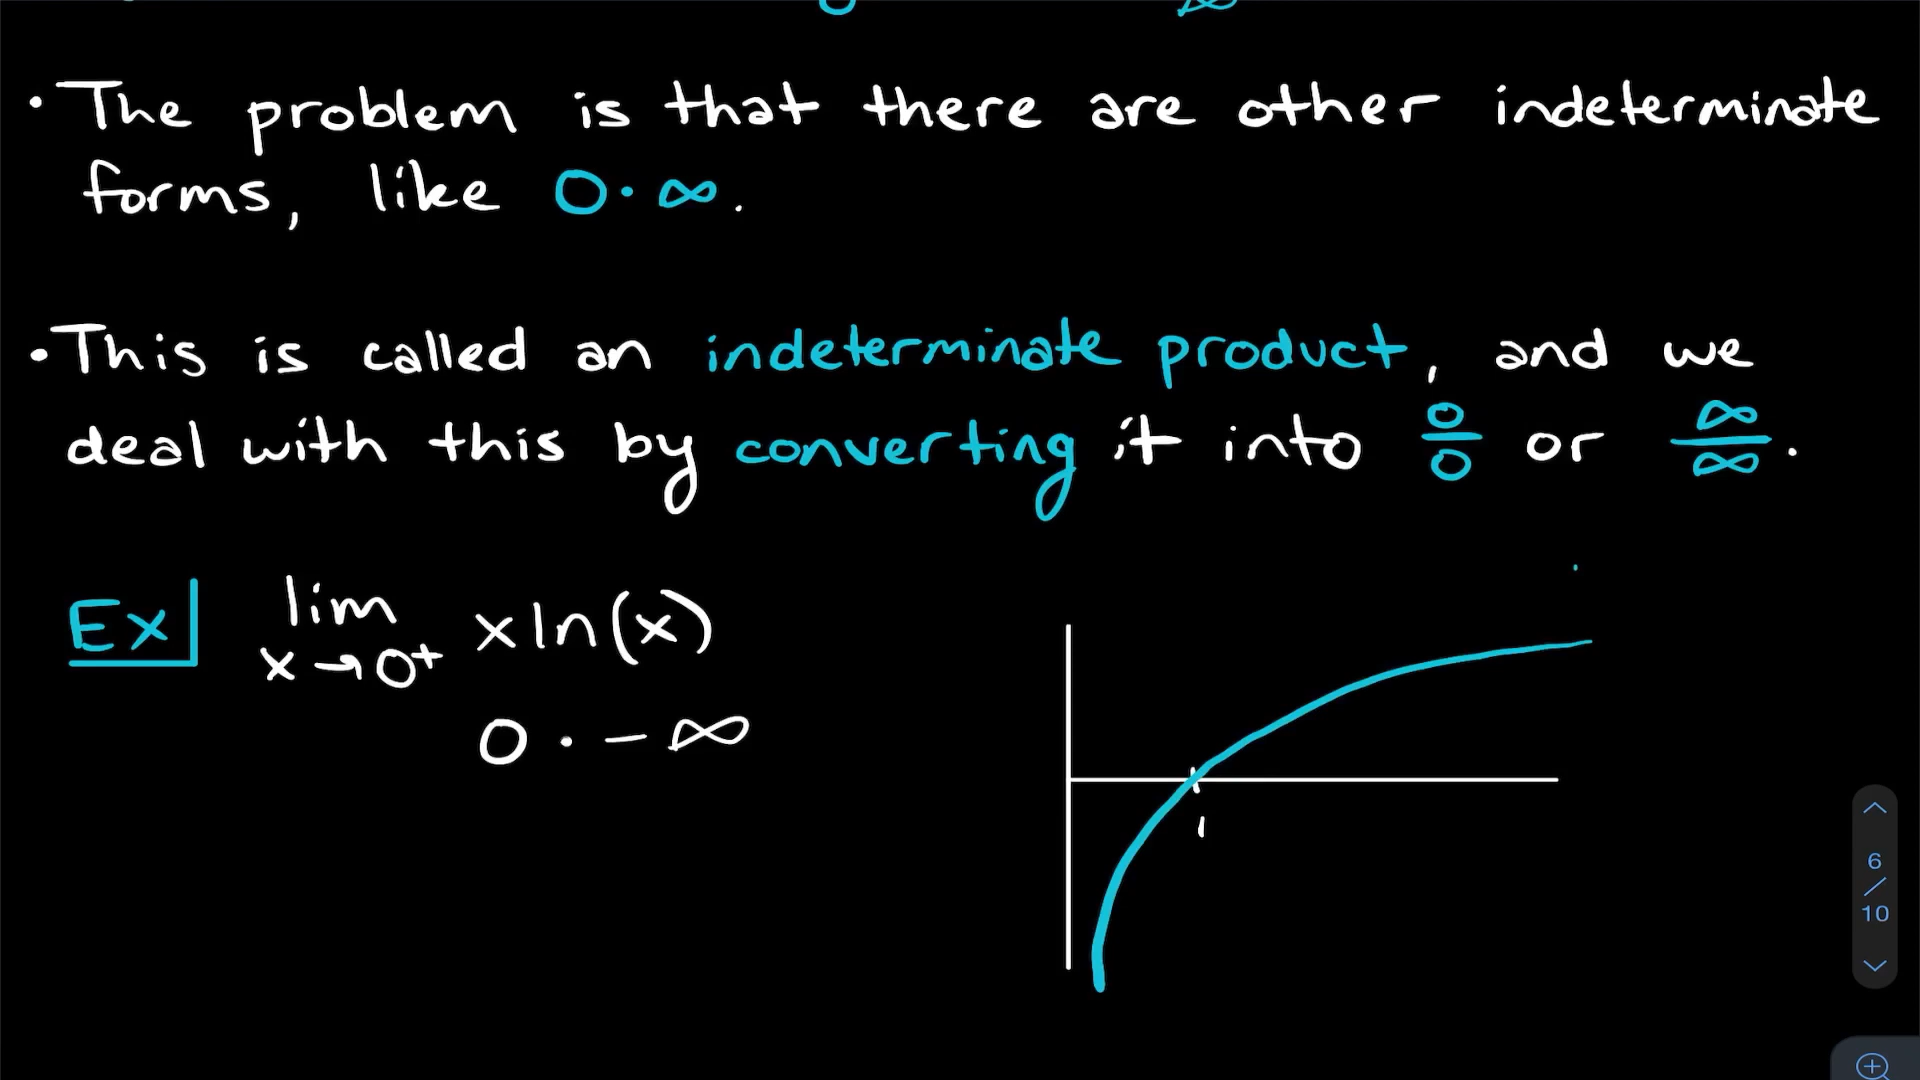 • The problem is that there are other indeterminate
forms, like 0 · ∞.
• This is called an indeterminate product, and we
deal with this by converting it into 0/0 or ∞/∞.
Ex lim x→0⁺ x ln(x)
0 · -∞
1
6
/
10